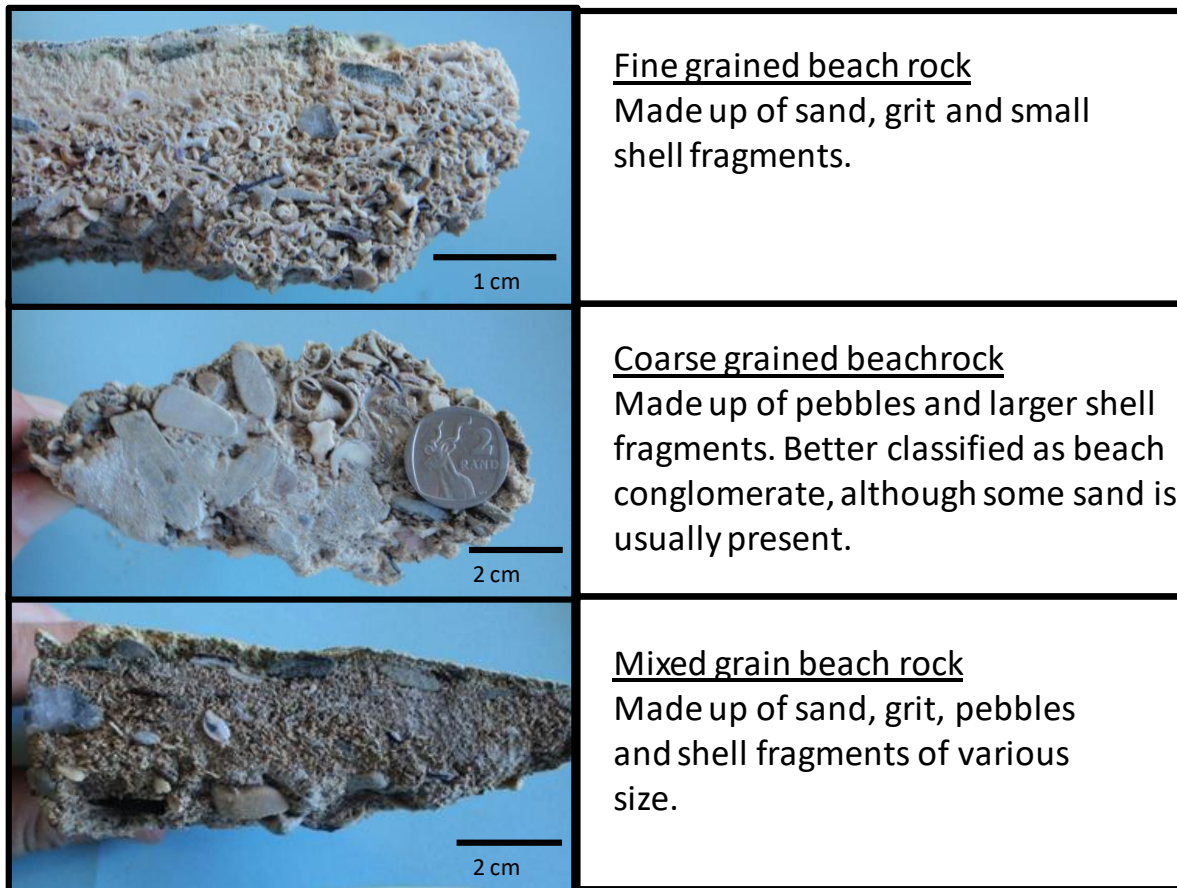 Fine grained beach rock
Made up of sand, grit and small
shell fragments.
1 cm
Coarse grained beachrock
Made up of pebbles and larger shell
fragments. Better classified as beach
conglomerate, although some sand is
usually present.
2
RAND
2 cm
Mixed grain beach rock
Made up of sand, grit, pebbles
and shell fragments of various
size.
2 cm